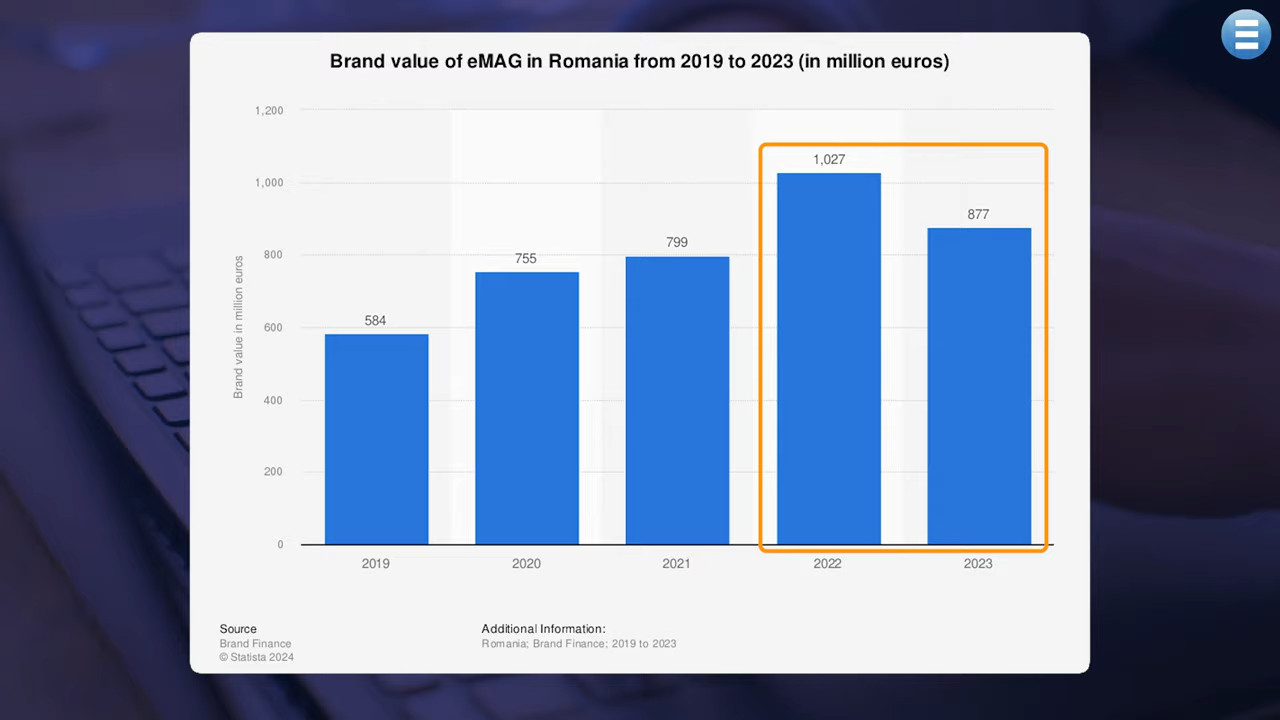 Brand value of eMAG in Romania from 2019 to 2023 (in million euros)
1,200
1,000
800
600
400
200
0
Brand value in million euros
584
755
799
1,027
877
2019
2020
2021
2022
2023
Source
Brand Finance
© Statista 2024
Additional Information:
Romania; Brand Finance; 2019 to 2023